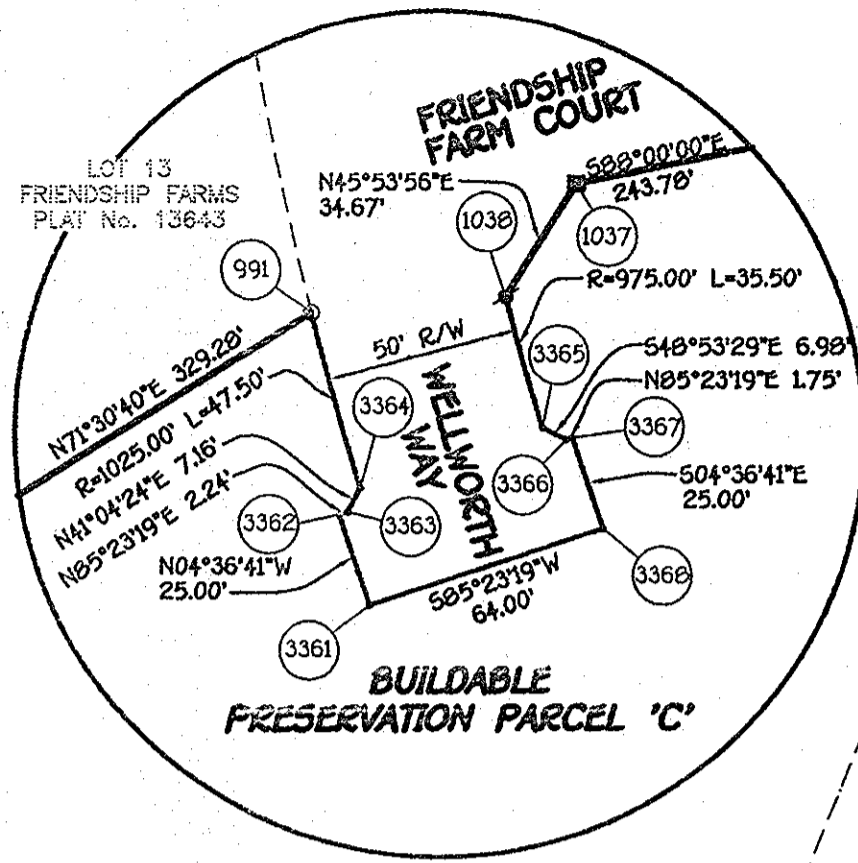 FRIENDSHIP
FARM COURT
S88°00'00"E
243.78'
LOT 13
FRIENDSHIP FARMS
PLAT No. 13643
N45°53'56"E
34.67'
1038
1037
991
R=975.00' L=35.50'
50' R/W
3365
S48°53'29"E 6.98'
N85°23'19"E 1.75'
N71°30'40"E 329.28'
R=1025.00' L=47.50'
N41°04'24"E 7.16'
N85°23'19"E 2.24'
3364
WELLWORTH
WAY
3367
3366
3362
3363
S04°36'41"E
25.00'
N04°36'41"W
25.00'
S85°23'19"W
64.00'
3368
3361
BUILDABLE
PRESERVATION PARCEL 'C'